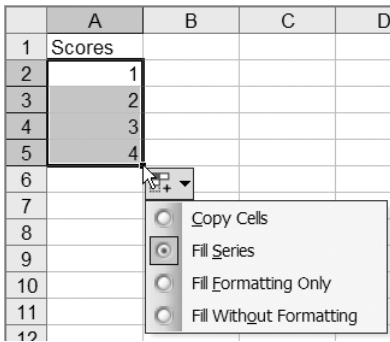 A B C D
1 Scores
2 1
3 2
4 3
5 4
6
7 Copy Cells
8 Fill Series
9
10 Fill Formatting Only
11 Fill Without Formatting
12